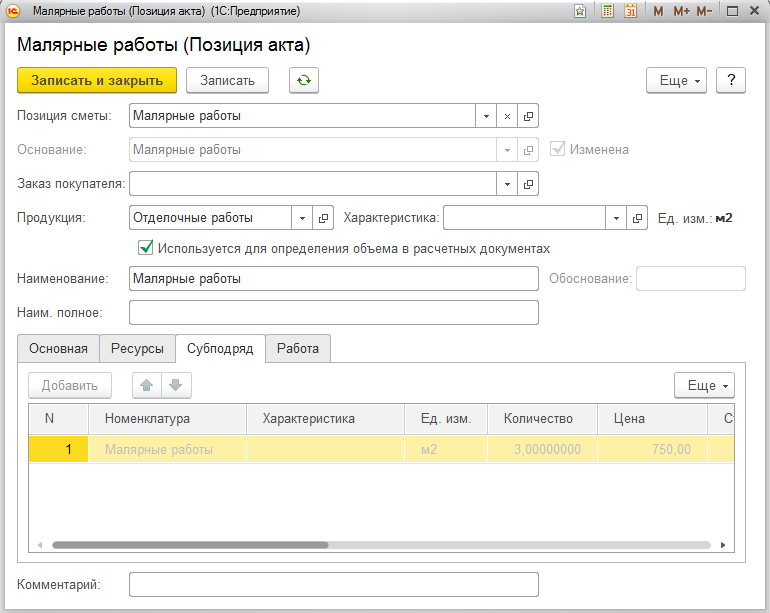 Малярные работы (Позиция акта) (1С:Предприятие) M M+ M-
Малярные работы (Позиция акта)
Записать и закрыть Записать Еще ?
Позиция сметы: Малярные работы
Основание: Малярные работы Изменена
Заказ покупателя:
Продукция: Отделочные работы Характеристика: Ед. изм.: м2
Используется для определения объема в расчетных документах
Наименование: Малярные работы Обоснование:
Наим. полное:
Основная Ресурсы Субподряд Работа
Добавить Еще
N Номенклатура Характеристика Ед. изм. Количество Цена С
1 Малярные работы м2 3,00000000 750,00
Комментарий: